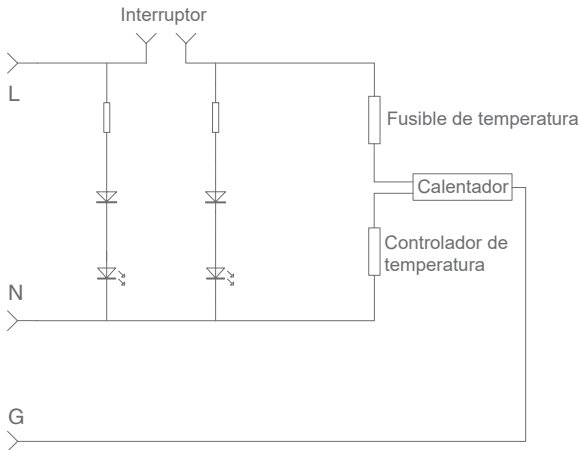 Interruptor
L
Fusible de temperatura
Calentador
Controlador de
temperatura
N
G